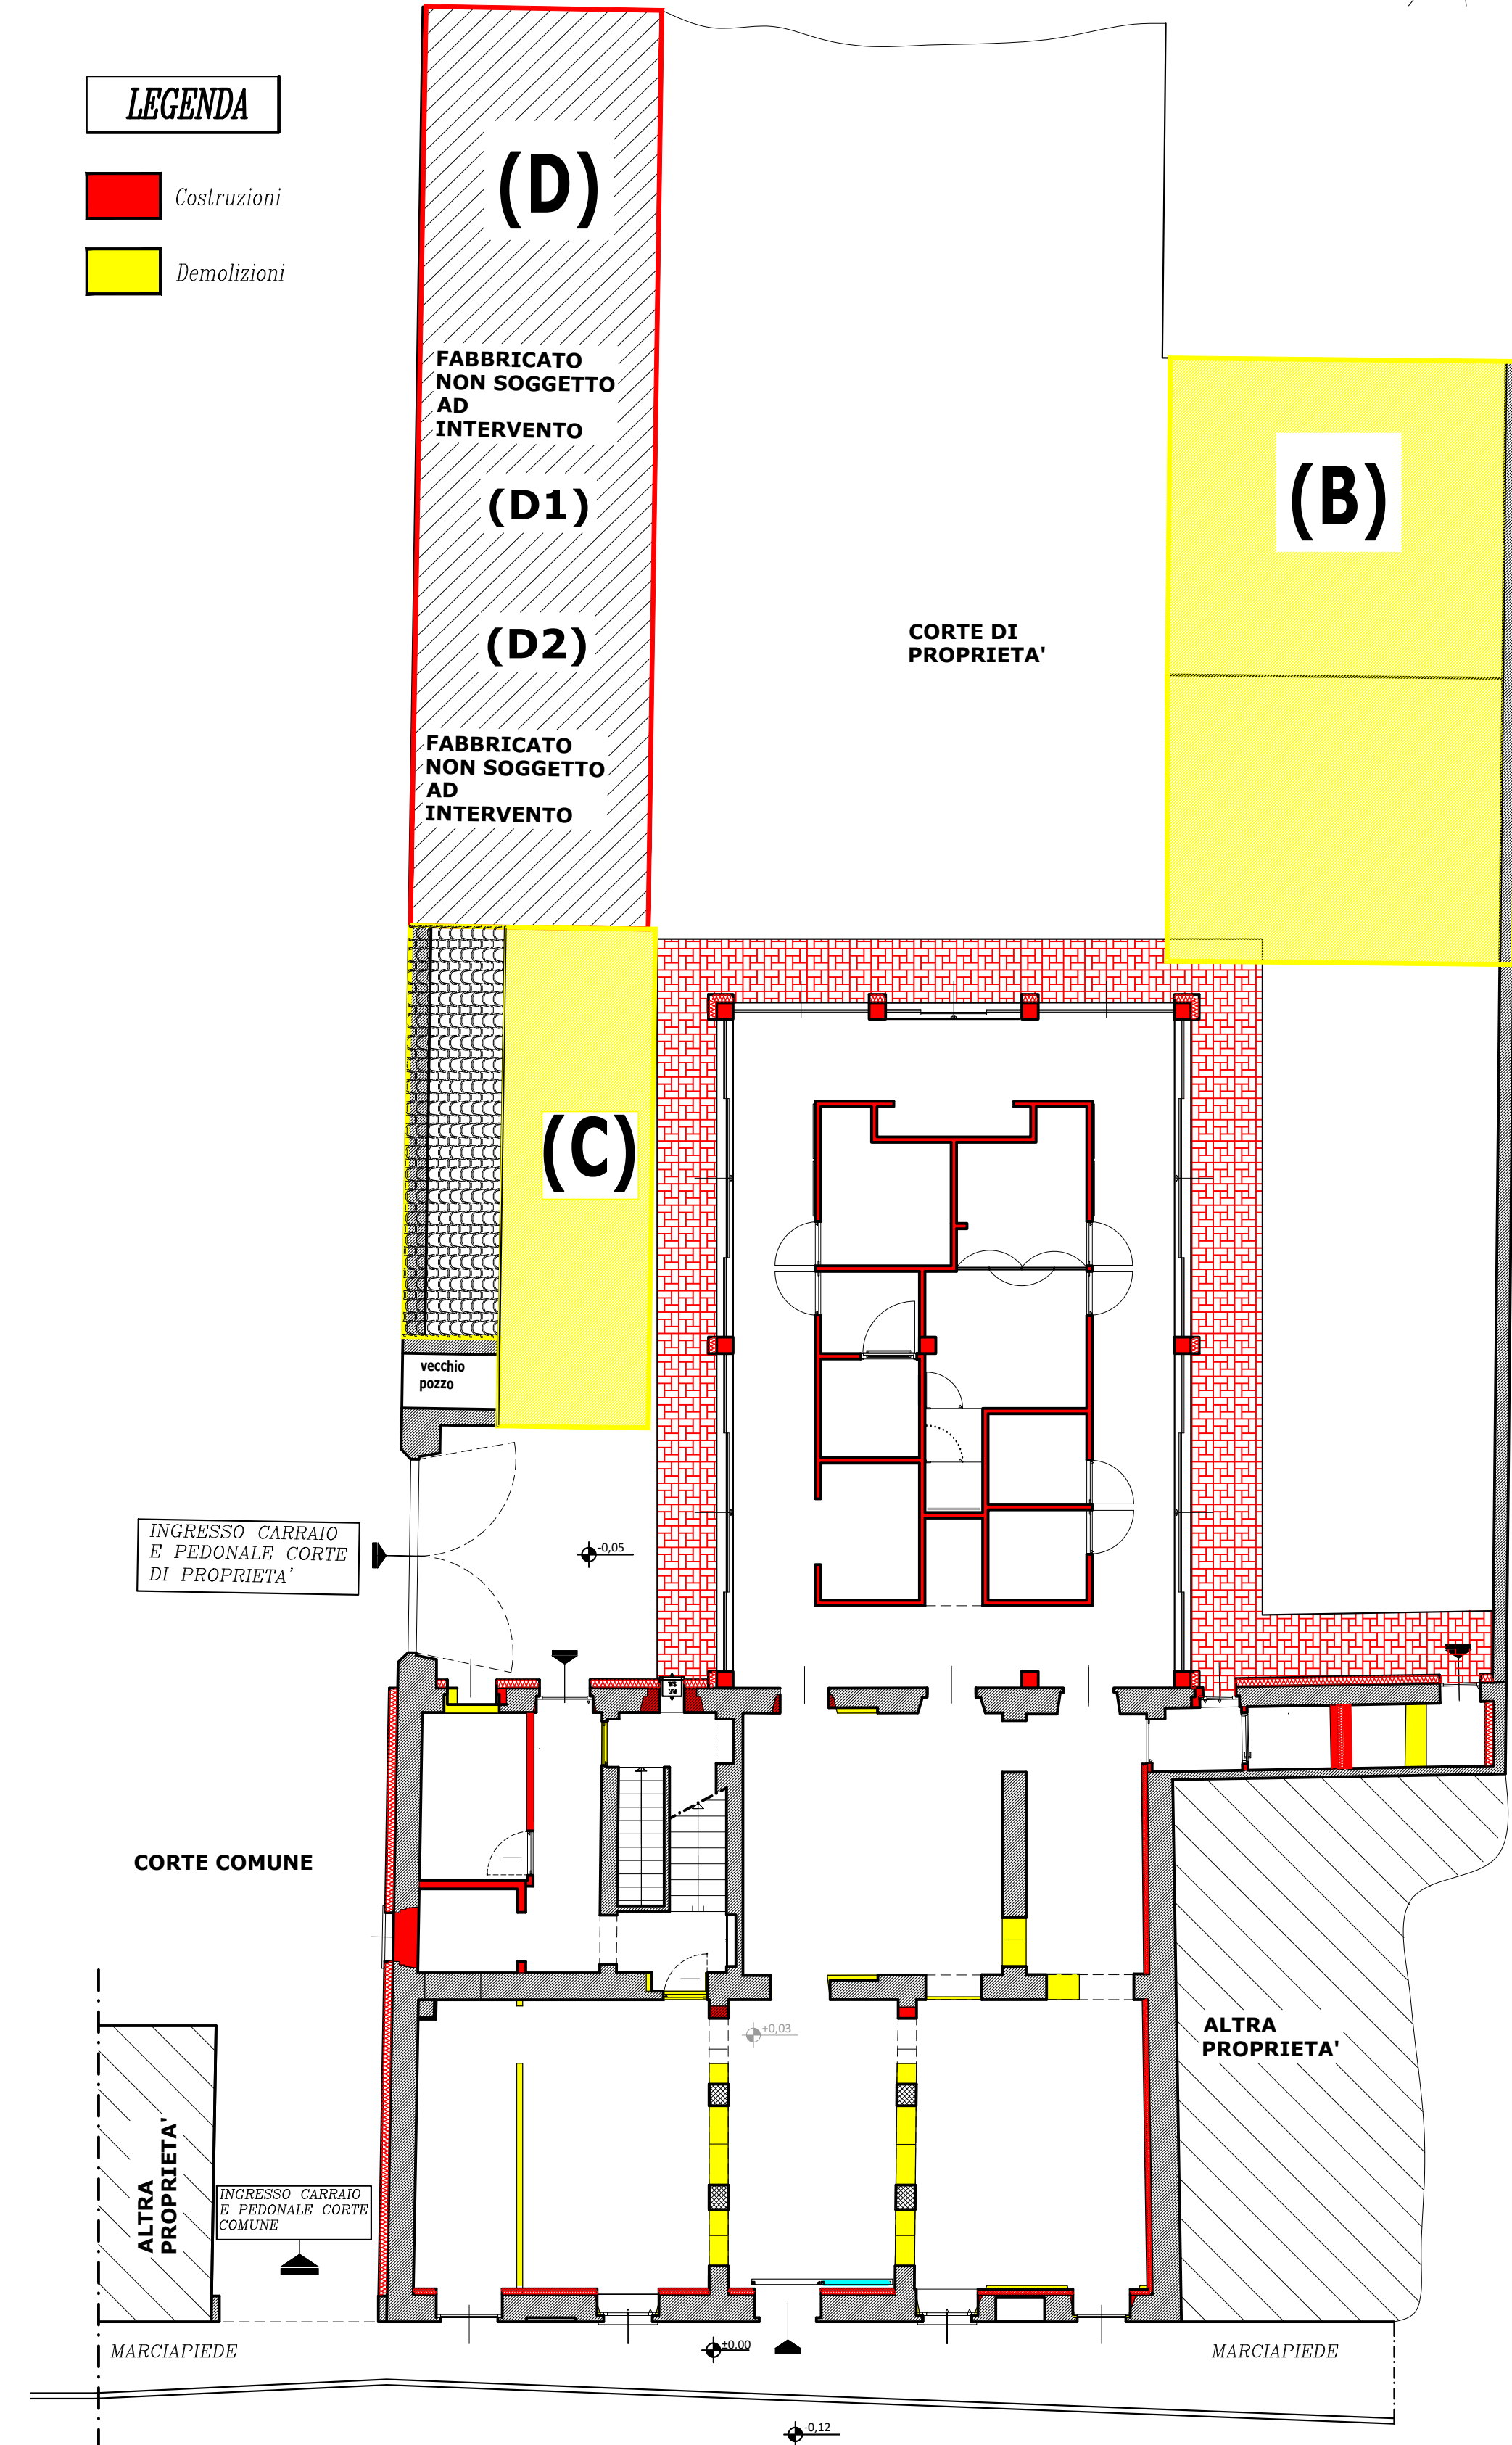 LEGENDA
Costruzioni
Demolizioni
(D)
FABBRICATO
NON SOGGETTO
AD
INTERVENTO
(D1)
(D2)
FABBRICATO
NON SOGGETTO
AD
INTERVENTO
(B)
CORTE DI
PROPRIETA'
(C)
vecchio
pozzo
INGRESSO CARRAIO
E PEDONALE CORTE
DI PROPRIETA'
-0,05
CORTE COMUNE
+0,03
ALTRA
PROPRIETA'
ALTRA
PROPRIETA'
INGRESSO CARRAIO
E PEDONALE CORTE
COMUNE
MARCIAPIEDE
±0,00
MARCIAPIEDE
-0,12